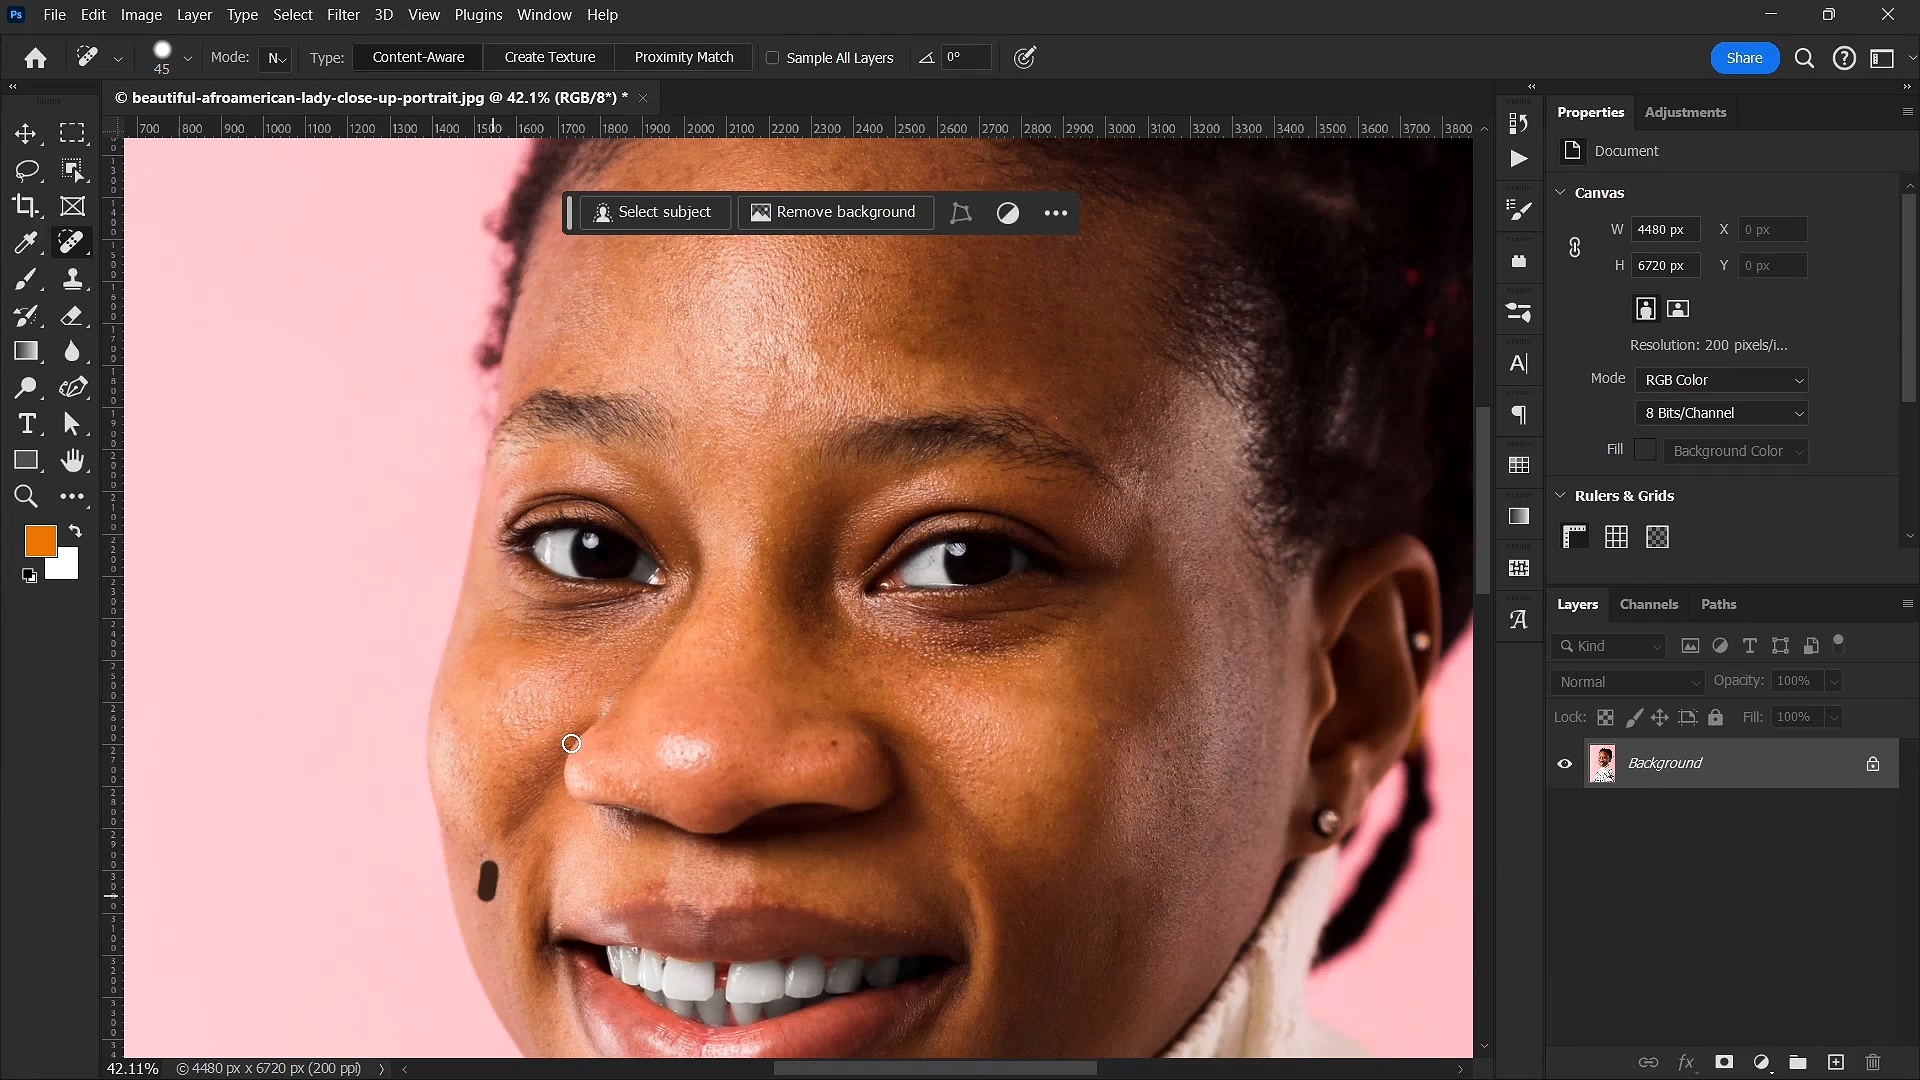 Ps File Edit Image Layer Type Select Filter 3D View Plugins Window Help
45 Mode: N Type: Content-Aware Create Texture Proximity Match Sample All Layers 0° Share
© beautiful-afroamerican-lady-close-up-portrait.jpg @ 42.1% (RGB/8*) * ×
700 800 900 1000 1100 1200 1300 1400 1500 1600 1700 1800 1900 2000 2100 2200 2300 2400 2500 2600 2700 2800 2900 3000 3100 3200 3300 3400 3500 3600 3700 3800
Select subject Remove background
Properties Adjustments
Document
Canvas
W 4480 px X 0 px
H 6720 px Y 0 px
Resolution: 200 pixels/i...
Mode RGB Color
8 Bits/Channel
Fill Background Color
Rulers & Grids
Layers Channels Paths
Kind
Normal Opacity: 100%
Lock: Fill: 100%
Background
42.11% © 4480 px x 6720 px (200 ppi)